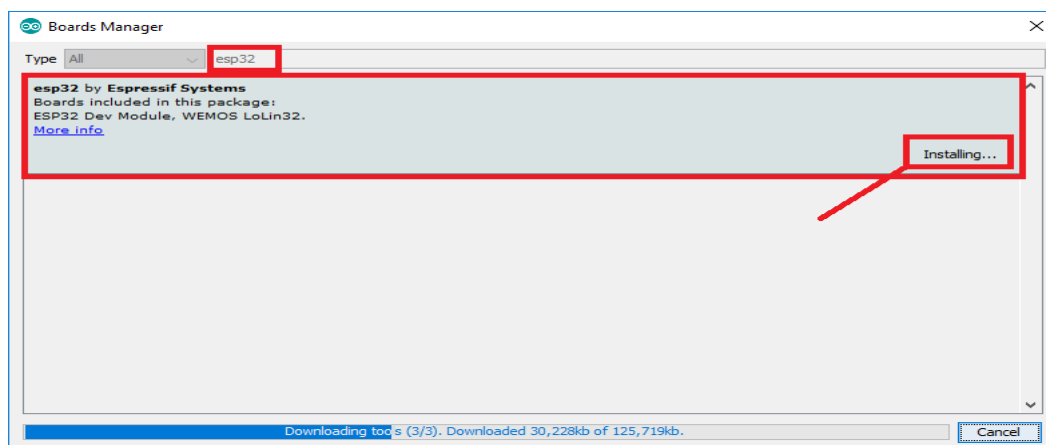 Boards Manager
Type All esp32
esp32 by Espressif Systems
Boards included in this package:
ESP32 Dev Module, WEMOS LoLin32.
More info
Installing...
Downloading tools (3/3). Downloaded 30,228kb of 125,719kb.
Cancel